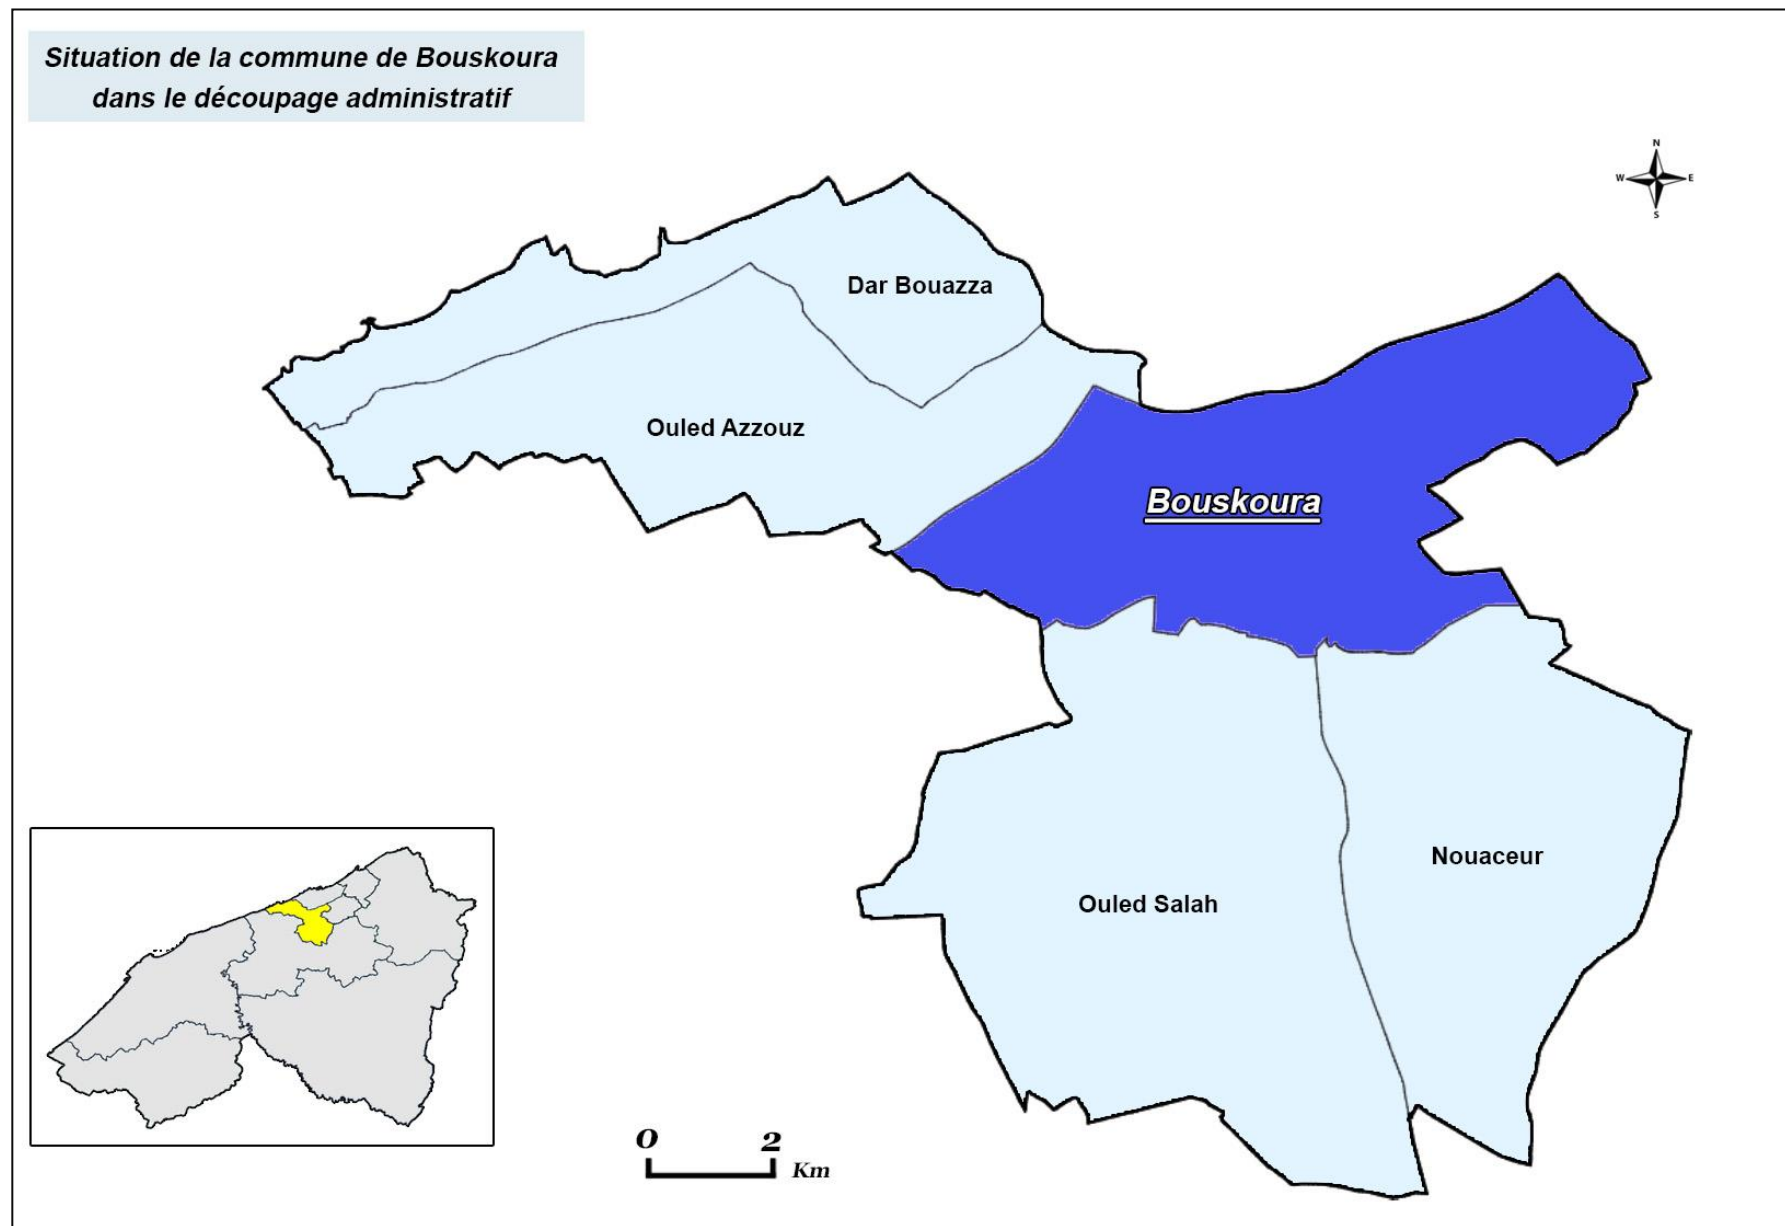 Situation de la commune de Bouskoura
dans le découpage administratif
N
W E
S
Dar Bouazza
Ouled Azzouz
Bouskoura
Nouaceur
Ouled Salah
0 2
Km